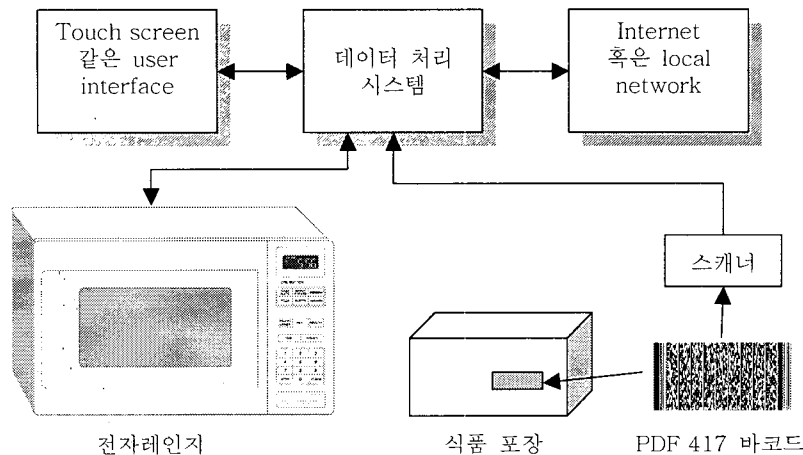 Touch screen
같은 user
interface
데이터 처리
시스템
Internet
혹은 local
network
스캐너
전자레인지
식품 포장
PDF 417 바코드